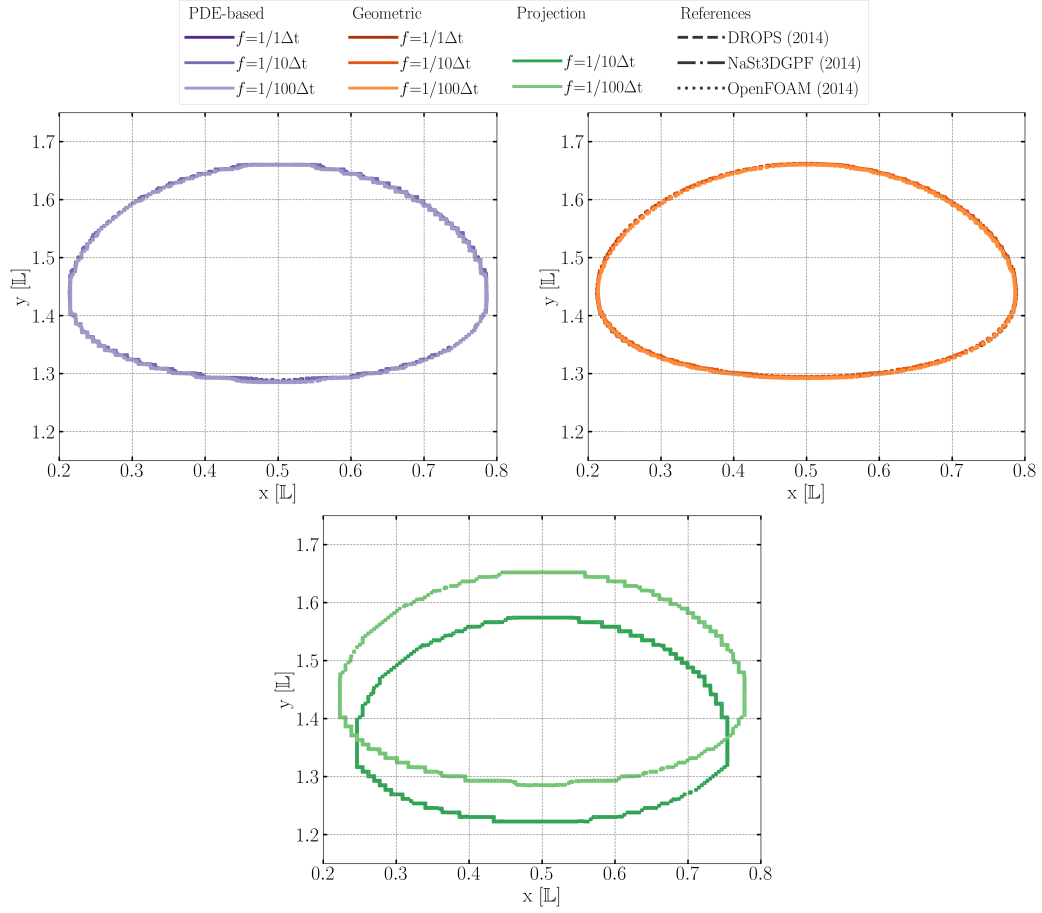 PDE-based Geometric Projection References
f=1/1Δt f=1/1Δt DROPS (2014)
f=1/10Δt f=1/10Δt f=1/10Δt NaSt3DGPF (2014)
f=1/100Δt f=1/100Δt f=1/100Δt OpenFOAM (2014)
1.7
1.6
1.5
1.4
1.3
1.2
y [𝕃]
0.2 0.3 0.4 0.5 0.6 0.7 0.8
x [𝕃]
1.7
1.6
1.5
1.4
1.3
1.2
y [𝕃]
0.2 0.3 0.4 0.5 0.6 0.7 0.8
x [𝕃]
1.7
1.6
1.5
1.4
1.3
1.2
y [𝕃]
0.2 0.3 0.4 0.5 0.6 0.7 0.8
x [𝕃]